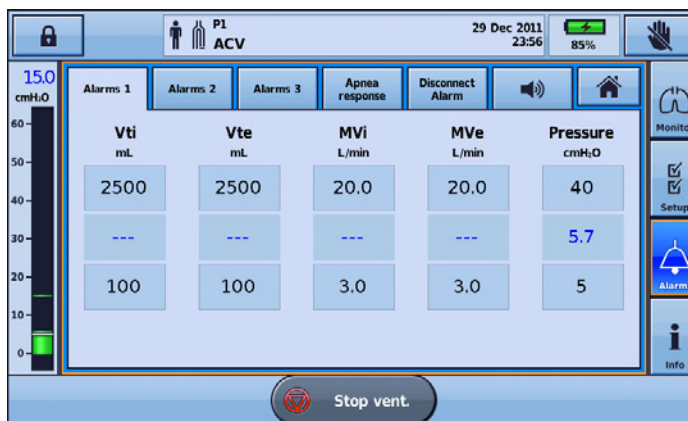 P1
ACV
29 Dec 2011
23:56
85%
15.0
cmH₂O
60
50
40
30
20
10
0
Alarms 1
Alarms 2
Alarms 3
Apnea
response
Disconnect
Alarm
Vti
Vte
MVi
MVe
Pressure
mL
mL
L/min
L/min
cmH₂O
2500
2500
20.0
20.0
40
---
---
---
---
5.7
100
100
3.0
3.0
5
Monito
Setup
Alarm
Info
Stop vent.